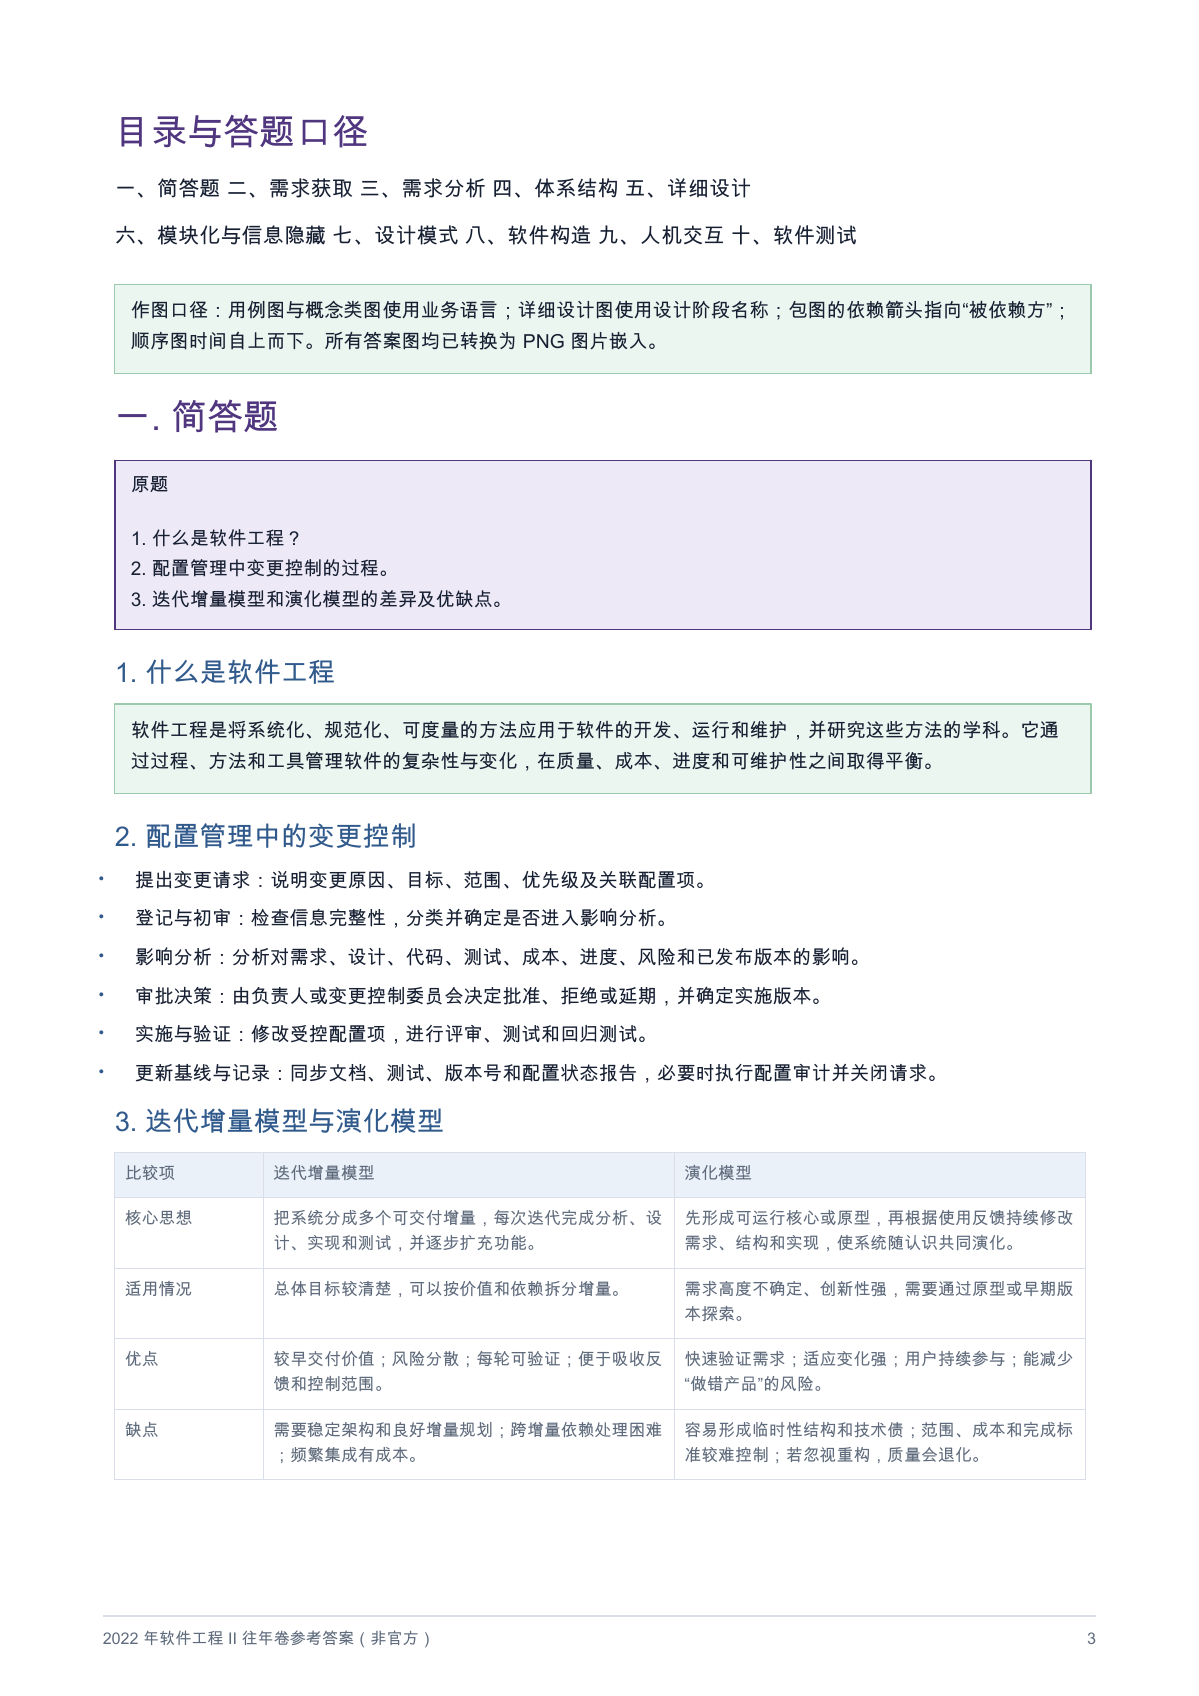 目录与答题口径
一、简答题 二、需求获取 三、需求分析 四、体系结构 五、详细设计
六、模块化与信息隐藏 七、设计模式 八、软件构造 九、人机交互 十、软件测试
作图口径：用例图与概念类图使用业务语言；详细设计图使用设计阶段名称；包图的依赖箭头指向“被依赖方”；
顺序图时间自上而下。所有答案图均已转换为 PNG 图片嵌入。
一. 简答题
原题
1. 什么是软件工程？
2. 配置管理中变更控制的过程。
3. 迭代增量模型和演化模型的差异及优缺点。
1. 什么是软件工程
软件工程是将系统化、规范化、可度量的方法应用于软件的开发、运行和维护，并研究这些方法的学科。它通
过过程、方法和工具管理软件的复杂性与变化，在质量、成本、进度和可维护性之间取得平衡。
2. 配置管理中的变更控制
• 提出变更请求：说明变更原因、目标、范围、优先级及关联配置项。
• 登记与初审：检查信息完整性，分类并确定是否进入影响分析。
• 影响分析：分析对需求、设计、代码、测试、成本、进度、风险和已发布版本的影响。
• 审批决策：由负责人或变更控制委员会决定批准、拒绝或延期，并确定实施版本。
• 实施与验证：修改受控配置项，进行评审、测试和回归测试。
• 更新基线与记录：同步文档、测试、版本号和配置状态报告，必要时执行配置审计并关闭请求。
3. 迭代增量模型与演化模型
比较项 迭代增量模型 演化模型
核心思想 把系统分成多个可交付增量，每次迭代完成分析、设 先形成可运行核心或原型，再根据使用反馈持续修改
计、实现和测试，并逐步扩充功能。 需求、结构和实现，使系统随认识共同演化。
适用情况 总体目标较清楚，可以按价值和依赖拆分增量。 需求高度不确定、创新性强，需要通过原型或早期版
本探索。
优点 较早交付价值；风险分散；每轮可验证；便于吸收反 快速验证需求；适应变化强；用户持续参与；能减少
馈和控制范围。 “做错产品”的风险。
缺点 需要稳定架构和良好增量规划；跨增量依赖处理困难 容易形成临时性结构和技术债；范围、成本和完成标
；频繁集成有成本。 准较难控制；若忽视重构，质量会退化。
2022 年软件工程 II 往年卷参考答案（非官方） 3